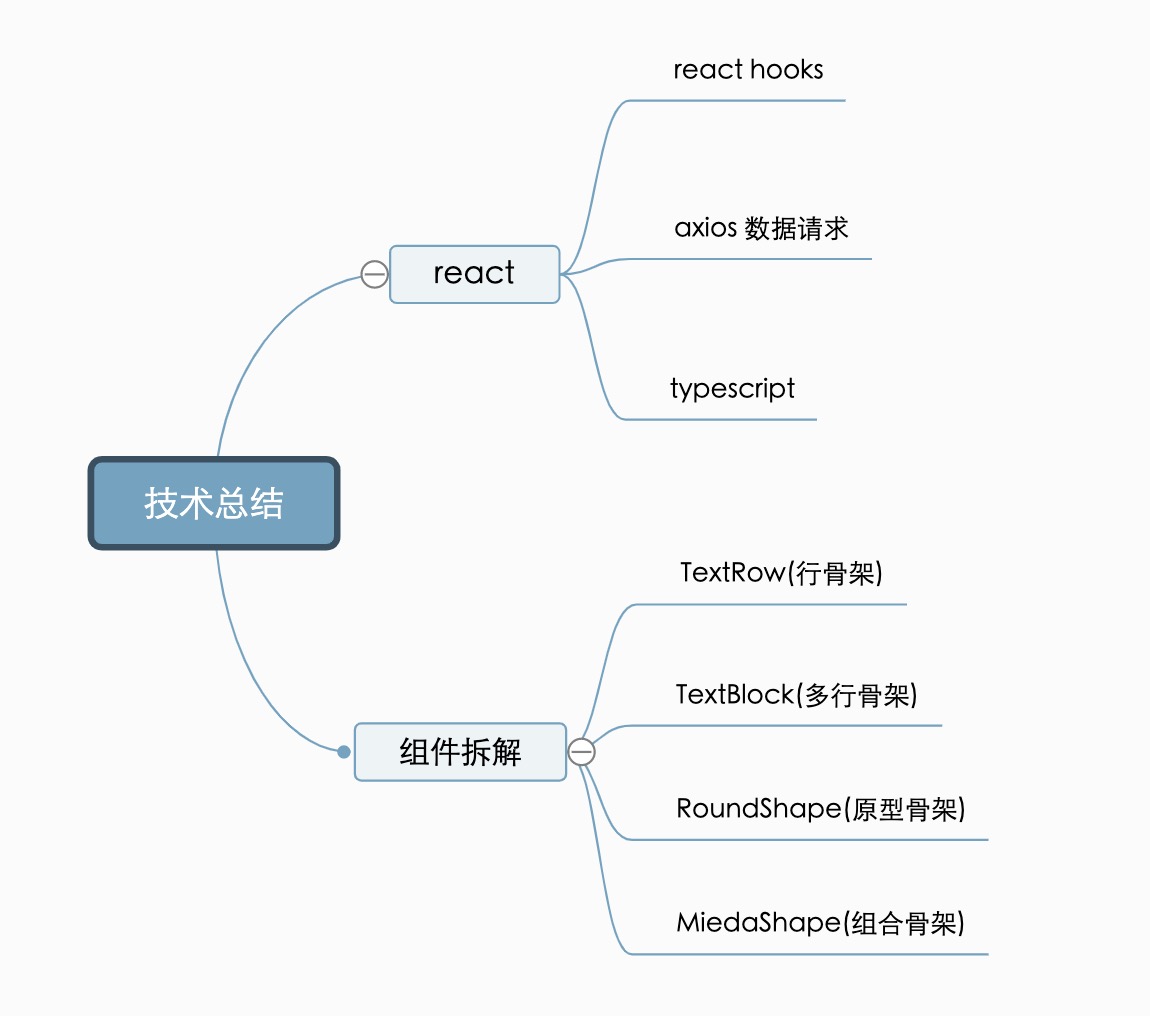 react hooks
axios 数据请求
react
typescript
技术总结
TextRow(行骨架)
TextBlock(多行骨架)
组件拆解
RoundShape(原型骨架)
MiedaShape(组合骨架)